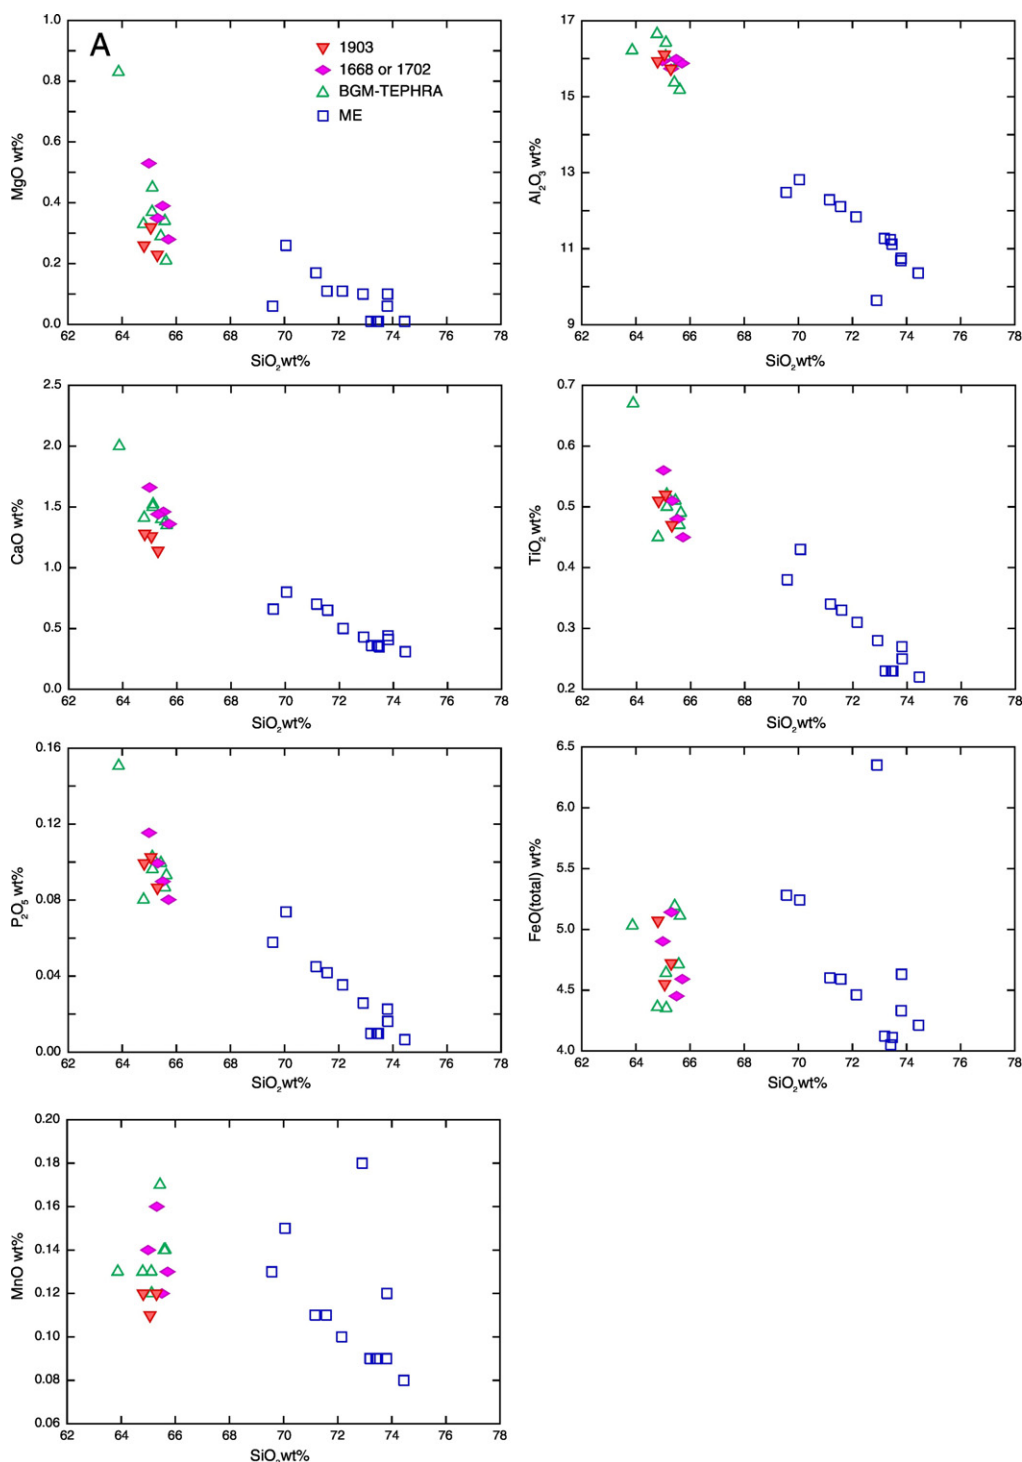 A
1903
1668 or 1702
BGM-TEPHRA
ME
MgO wt%
1.0
0.8
0.6
0.4
0.2
0.0
62 64 66 68 70 72 74 76 78
SiO₂wt%
Al₂O₃ wt%
17
15
13
11
9
62 64 66 68 70 72 74 76 78
SiO₂wt%
CaO wt%
2.5
2.0
1.5
1.0
0.5
0.0
62 64 66 68 70 72 74 76 78
SiO₂wt%
TiO₂ wt%
0.7
0.6
0.5
0.4
0.3
0.2
62 64 66 68 70 72 74 76 78
SiO₂wt%
P₂O₅ wt%
0.16
0.12
0.08
0.04
0.00
62 64 66 68 70 72 74 76 78
SiO₂wt%
FeO(total) wt%
6.5
6.0
5.5
5.0
4.5
4.0
62 64 66 68 70 72 74 76 78
SiO₂wt%
MnO wt%
0.20
0.18
0.16
0.14
0.12
0.10
0.08
0.06
62 64 66 68 70 72 74 76 78
SiO₂wt%